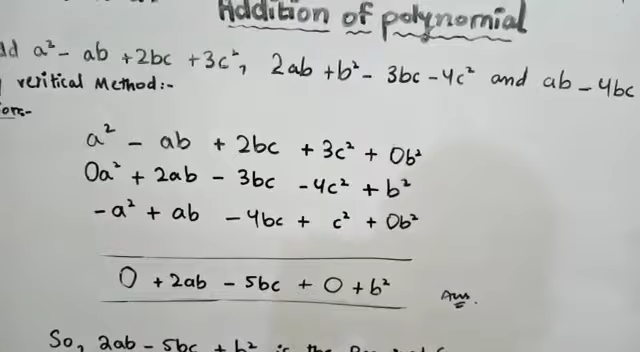 Addition of polynomial
dd a² - ab + 2bc + 3c², 2ab + b² - 3bc - 4c² and ab - 4bc
veritical Method:-
ion:-
a² - ab + 2bc + 3c² + 0b²
0a² + 2ab - 3bc - 4c² + b²
-a² + ab - 4bc + c² + 0b²
0 + 2ab - 5bc + 0 + b² Ans.
So, 2ab - 5bc + b² is the